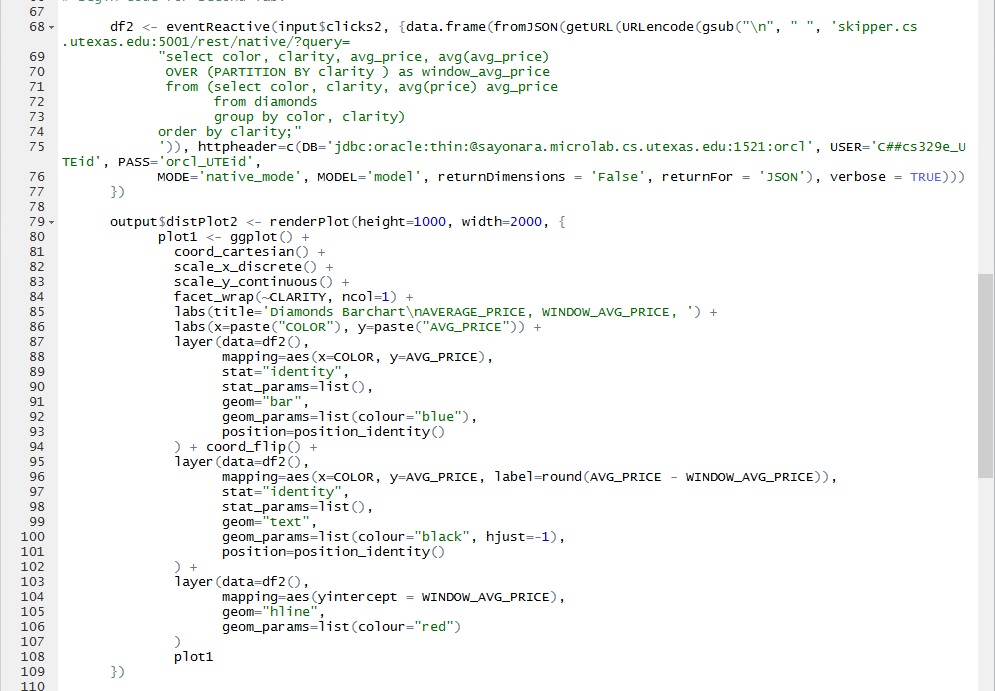 67
68 df2 <- eventReactive(input$clicks2, {data.frame(fromJSON(getURL(URLencode(gsub("\n", " ", 'skipper.cs
.utexas.edu:5001/rest/native/?query=
69 "select color, clarity, avg_price, avg(avg_price)
70 OVER (PARTITION BY clarity ) as window_avg_price
71 from (select color, clarity, avg(price) avg_price
72 from diamonds
73 group by color, clarity)
74 order by clarity;"
75 ')), httpheader=c(DB='jdbc:oracle:thin:@sayonara.microlab.cs.utexas.edu:1521:orcl', USER='C##cs329e_U
TEid', PASS='orcl_UTEid',
76 MODE='native_mode', MODEL='model', returnDimensions = 'False', returnFor = 'JSON'), verbose = TRUE)))
77 })
78
79 output$distPlot2 <- renderPlot(height=1000, width=2000, {
80 plot1 <- ggplot() +
81 coord_cartesian() +
82 scale_x_discrete() +
83 scale_y_continuous() +
84 facet_wrap(~CLARITY, ncol=1) +
85 labs(title='Diamonds Barchart\nAVERAGE_PRICE, WINDOW_AVG_PRICE, ') +
86 labs(x=paste("COLOR"), y=paste("AVG_PRICE")) +
87 layer(data=df2(),
88 mapping=aes(x=COLOR, y=AVG_PRICE),
89 stat="identity",
90 stat_params=list(),
91 geom="bar",
92 geom_params=list(colour="blue"),
93 position=position_identity()
94 ) + coord_flip() +
95 layer(data=df2(),
96 mapping=aes(x=COLOR, y=AVG_PRICE, label=round(AVG_PRICE - WINDOW_AVG_PRICE)),
97 stat="identity",
98 stat_params=list(),
99 geom="text",
100 geom_params=list(colour="black", hjust=-1),
101 position=position_identity()
102 ) +
103 layer(data=df2(),
104 mapping=aes(yintercept = WINDOW_AVG_PRICE),
105 geom="hline",
106 geom_params=list(colour="red")
107 )
108 plot1
109 })
110